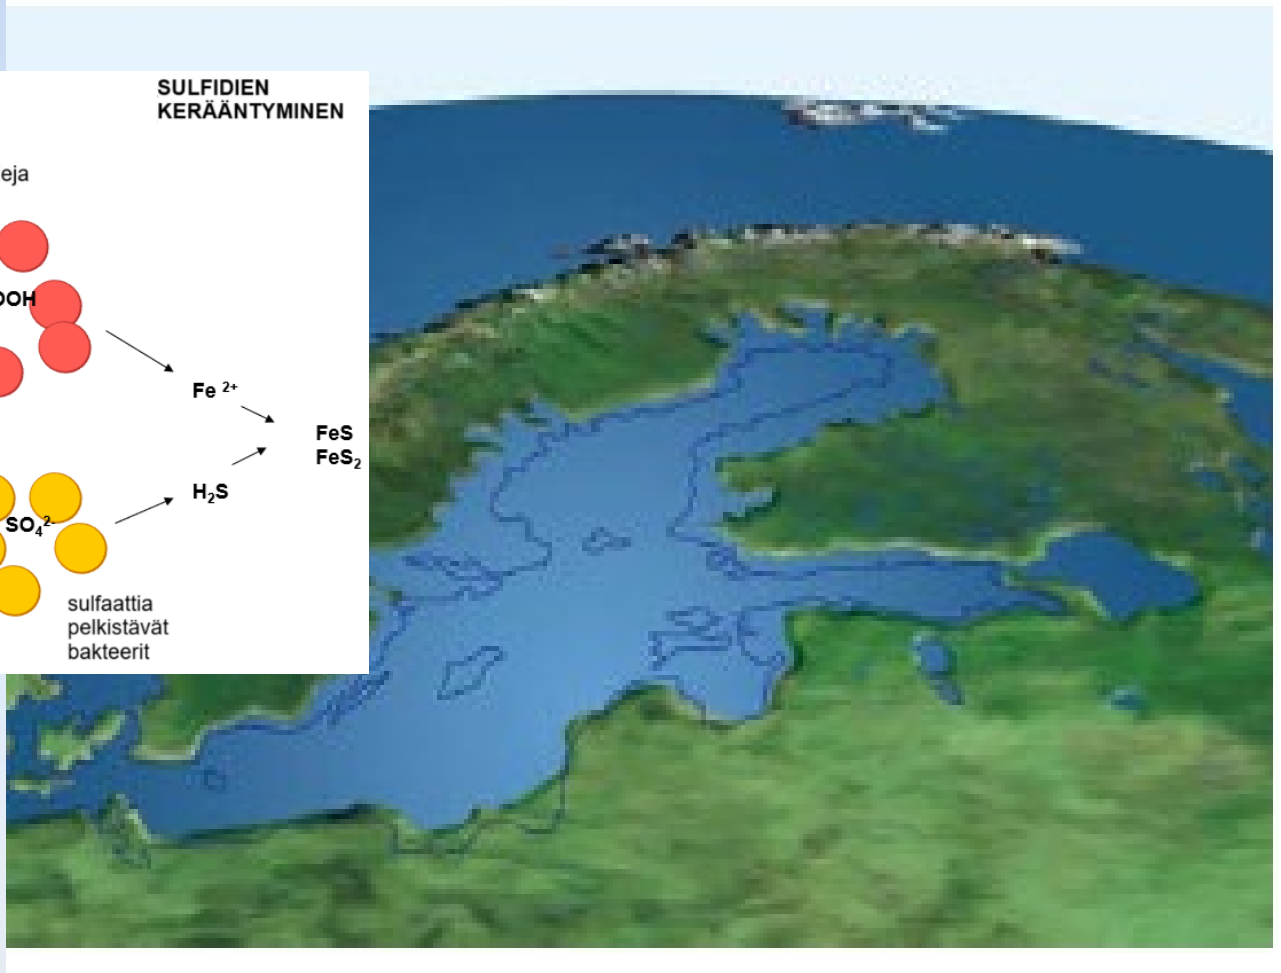 SULFIDIEN
KERÄÄNTYMINEN
eja
OOH
Fe ²⁺
FeS
FeS₂
H₂S
SO₄²⁻
sulfaattia
pelkistävät
bakteerit